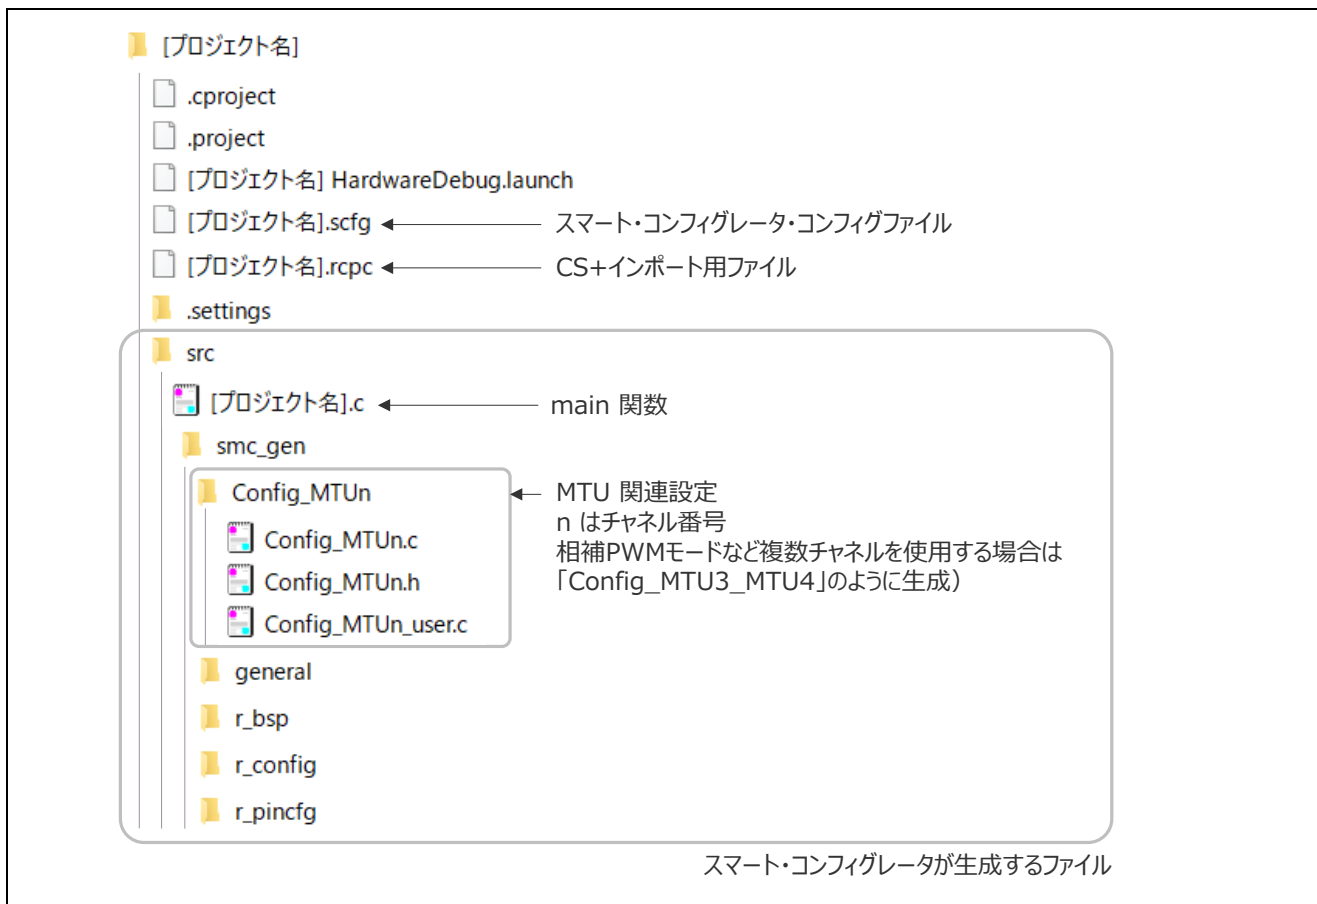 [プロジェクト名]
.cproject
.project
[プロジェクト名] HardwareDebug.launch
[プロジェクト名].scfg
スマート・コンフィグレータ・コンフィグファイル
[プロジェクト名].rcpc
CS+インポート用ファイル
.settings
src
[プロジェクト名].c
main 関数
smc_gen
Config_MTUn
MTU 関連設定
n はチャネル番号
Config_MTUn.c
相補PWMモードなど複数チャネルを使用する場合は
Config_MTUn.h
「Config_MTU3_MTU4」のように生成）
Config_MTUn_user.c
general
r_bsp
r_config
r_pincfg
スマート・コンフィグレータが生成するファイル